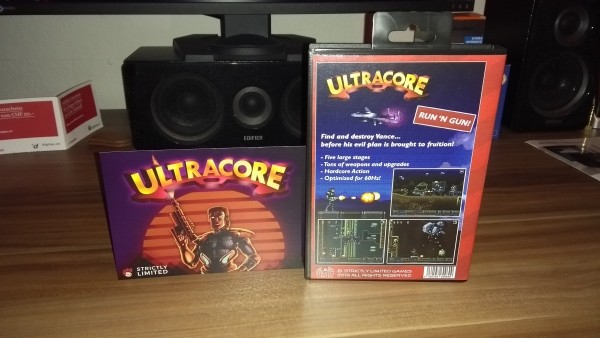 EDIFIER
ULTRACORE
STRICTLY
LIMITED
ULTRACORE
RUN 'N GUN!
Find and destroy Vance...
before his evil plan is brought to fruition!
- Five large stages
- Tons of weapons and upgrades
- Hardcore Action
- Optimized for 60Hz!
© STRICTLY LIMITED GAMES
2019 ALL RIGHTS RESERVED